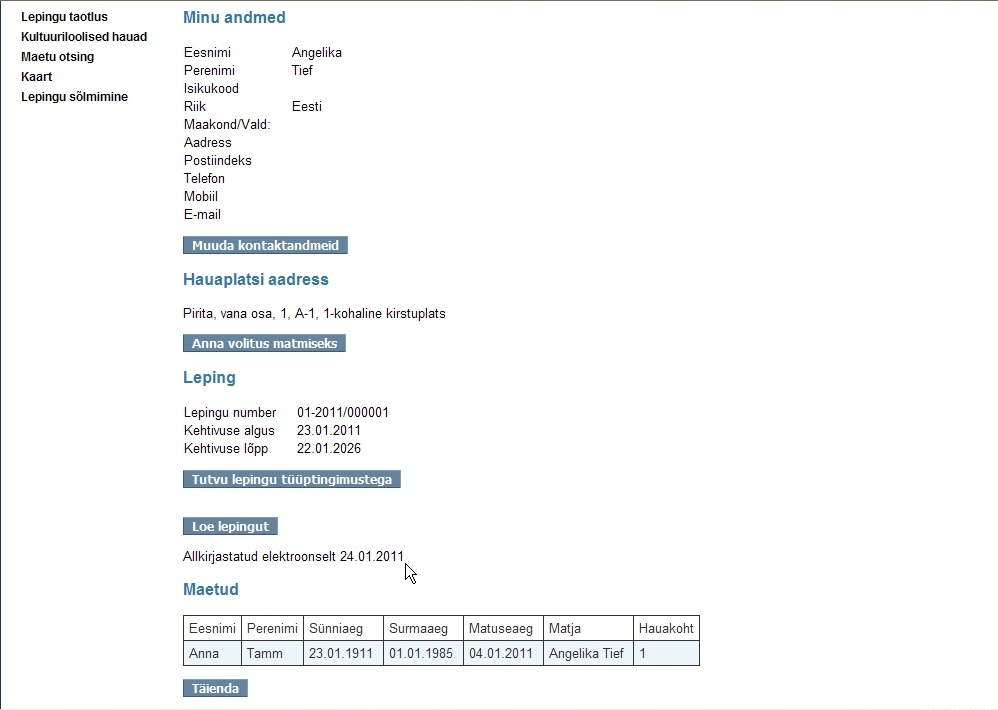 Lepingu taotlus
Kultuuriloolised hauad
Maetu otsing
Kaart
Lepingu sõlmimine
Minu andmed
Eesnimi Angelika
Perenimi Tief
Isikukood
Riik Eesti
Maakond/Vald:
Aadress
Postiindeks
Telefon
Mobiil
E-mail
Muuda kontaktandmeid
Hauaplatsi aadress
Pirita, vana osa, 1, A-1, 1-kohaline kirstuplats
Anna volitus matmiseks
Leping
Lepingu number 01-2011/000001
Kehtivuse algus 23.01.2011
Kehtivuse lõpp 22.01.2026
Tutvu lepingu tüüptingimustega
Loe lepingut
Allkirjastatud elektroonselt 24.01.2011
Maetud
Eesnimi Perenimi Sünniaeg Surmaaeg Matuseaeg Matja Hauakoht
Anna Tamm 23.01.1911 01.01.1985 04.01.2011 Angelika Tief 1
Täienda